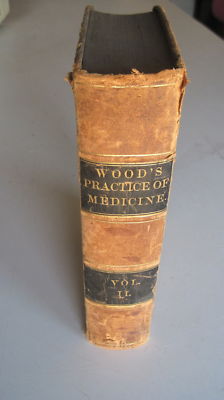 WOOD'S
PRACTICE OF
MEDICINE.
VOL.
II.